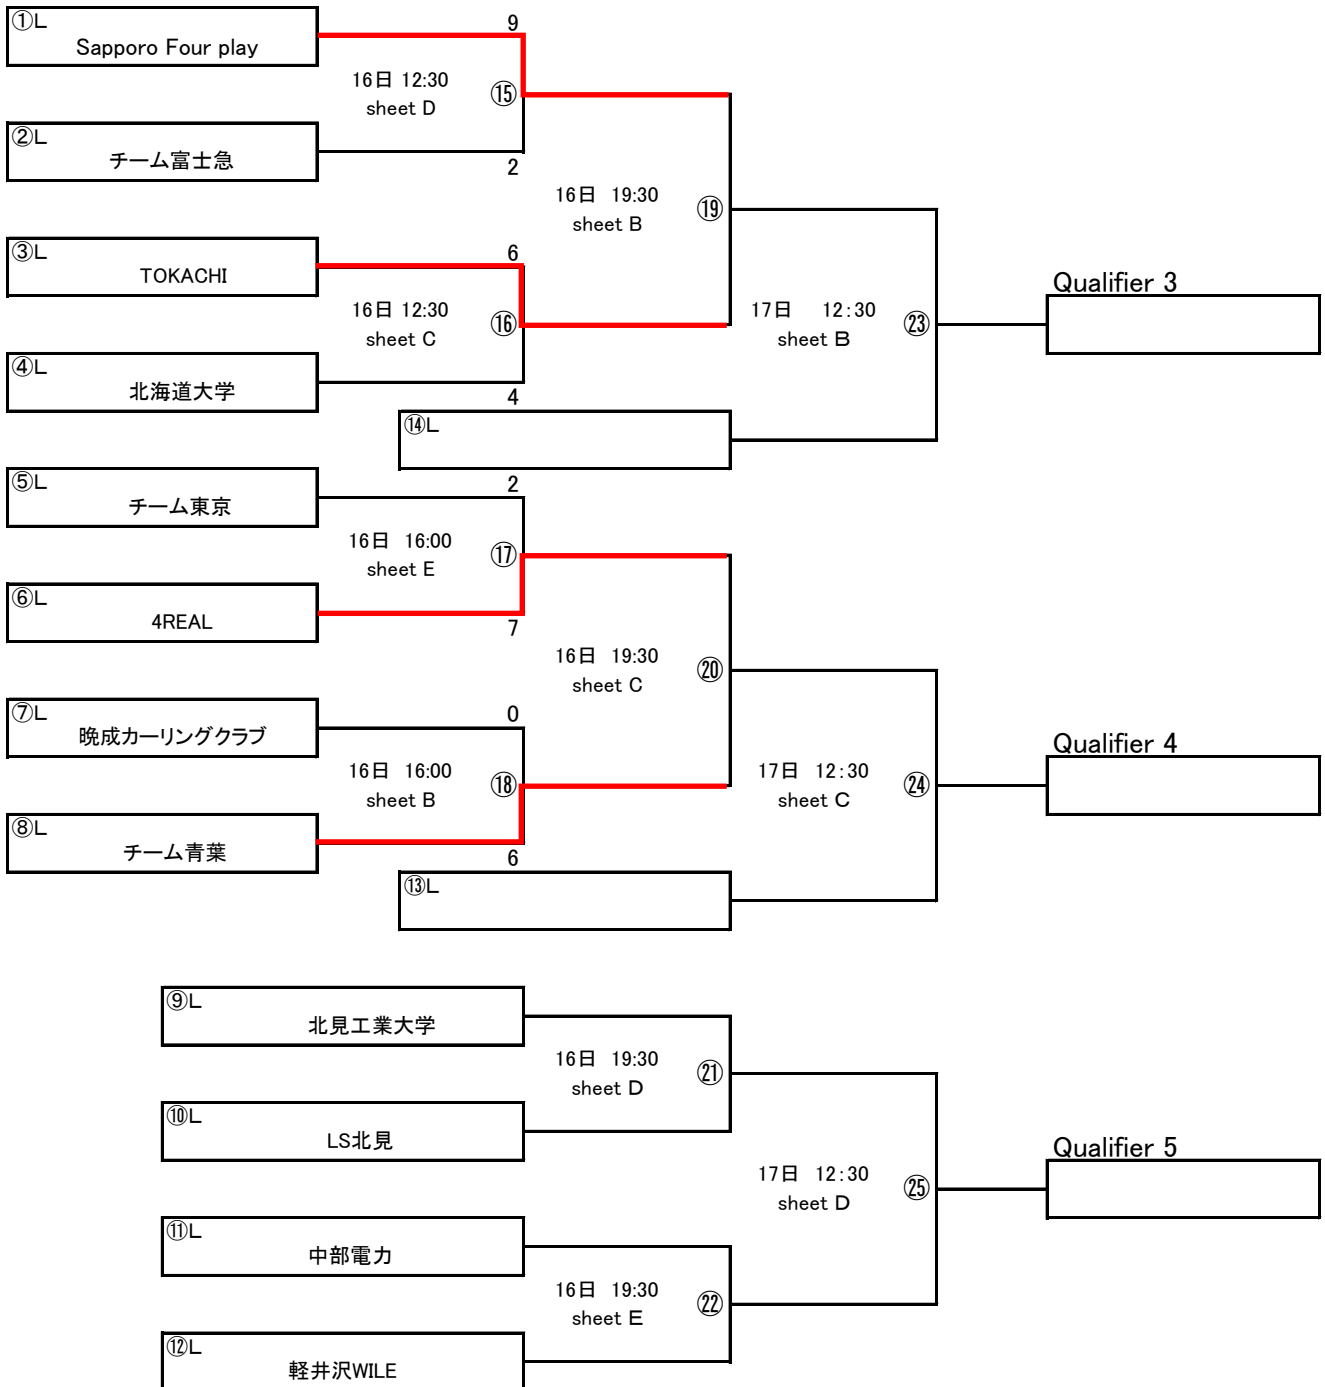 ①L
Sapporo Four play
9
16日 12:30
sheet D
⑮
②L
チーム富士急
2
16日 19:30
sheet B
⑲
③L
TOKACHI
6
16日 12:30
sheet C
⑯
④L
北海道大学
4
17日 12:30
sheet B
㉓
Qualifier 3
⑭L
⑤L
チーム東京
2
16日 16:00
sheet E
⑰
⑥L
4REAL
7
16日 19:30
sheet C
⑳
⑦L
晩成カーリングクラブ
0
16日 16:00
sheet B
⑱
⑧L
チーム青葉
6
17日 12:30
sheet C
㉔
Qualifier 4
⑬L
⑨L
北見工業大学
16日 19:30
sheet D
㉑
⑩L
LS北見
17日 12:30
sheet D
㉕
Qualifier 5
⑪L
中部電力
16日 19:30
sheet E
㉒
⑫L
軽井沢WILE